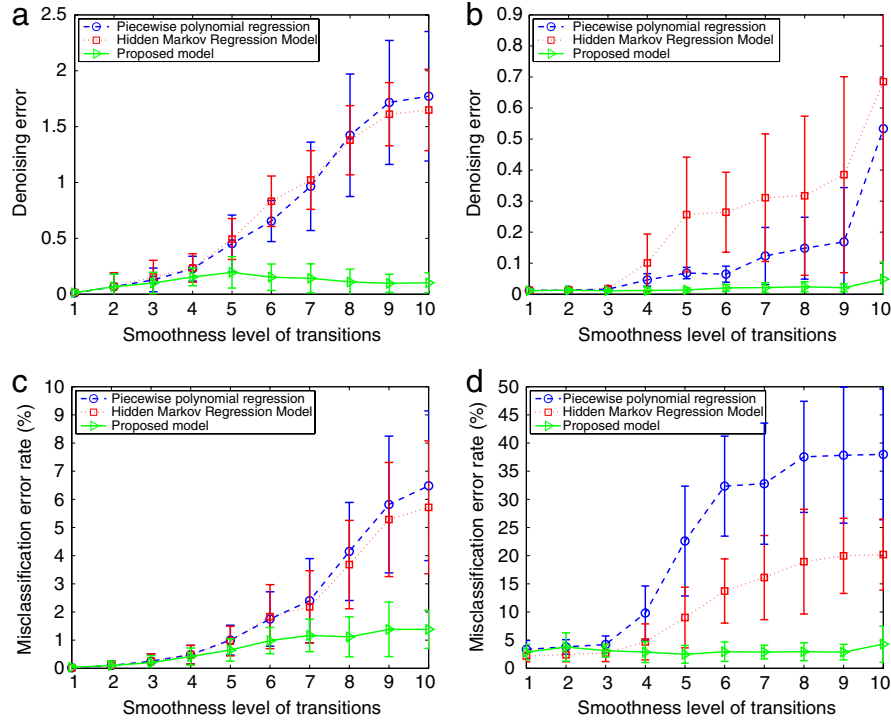 a
2.5
2
1.5
1
0.5
0
Denoising error
Piecewise polynomial regression
Hidden Markov Regression Model
Proposed model
1 2 3 4 5 6 7 8 9 10
Smoothness level of transitions
b
0.9
0.8
0.7
0.6
0.5
0.4
0.3
0.2
0.1
0
Denoising error
Piecewise polynomial regression
Hidden Markov Regression Model
Proposed model
1 2 3 4 5 6 7 8 9 10
Smoothness level of transitions
c
10
9
8
7
6
5
4
3
2
1
0
Misclassification error rate (%)
Piecewise polynomial regression
Hidden Markov Regression Model
Proposed model
1 2 3 4 5 6 7 8 9 10
Smoothness level of transitions
d
50
45
40
35
30
25
20
15
10
5
0
Misclassification error rate (%)
Piecewise polynomial regression
Hidden Markov Regression Model
Proposed model
1 2 3 4 5 6 7 8 9 10
Smoothness level of transitions